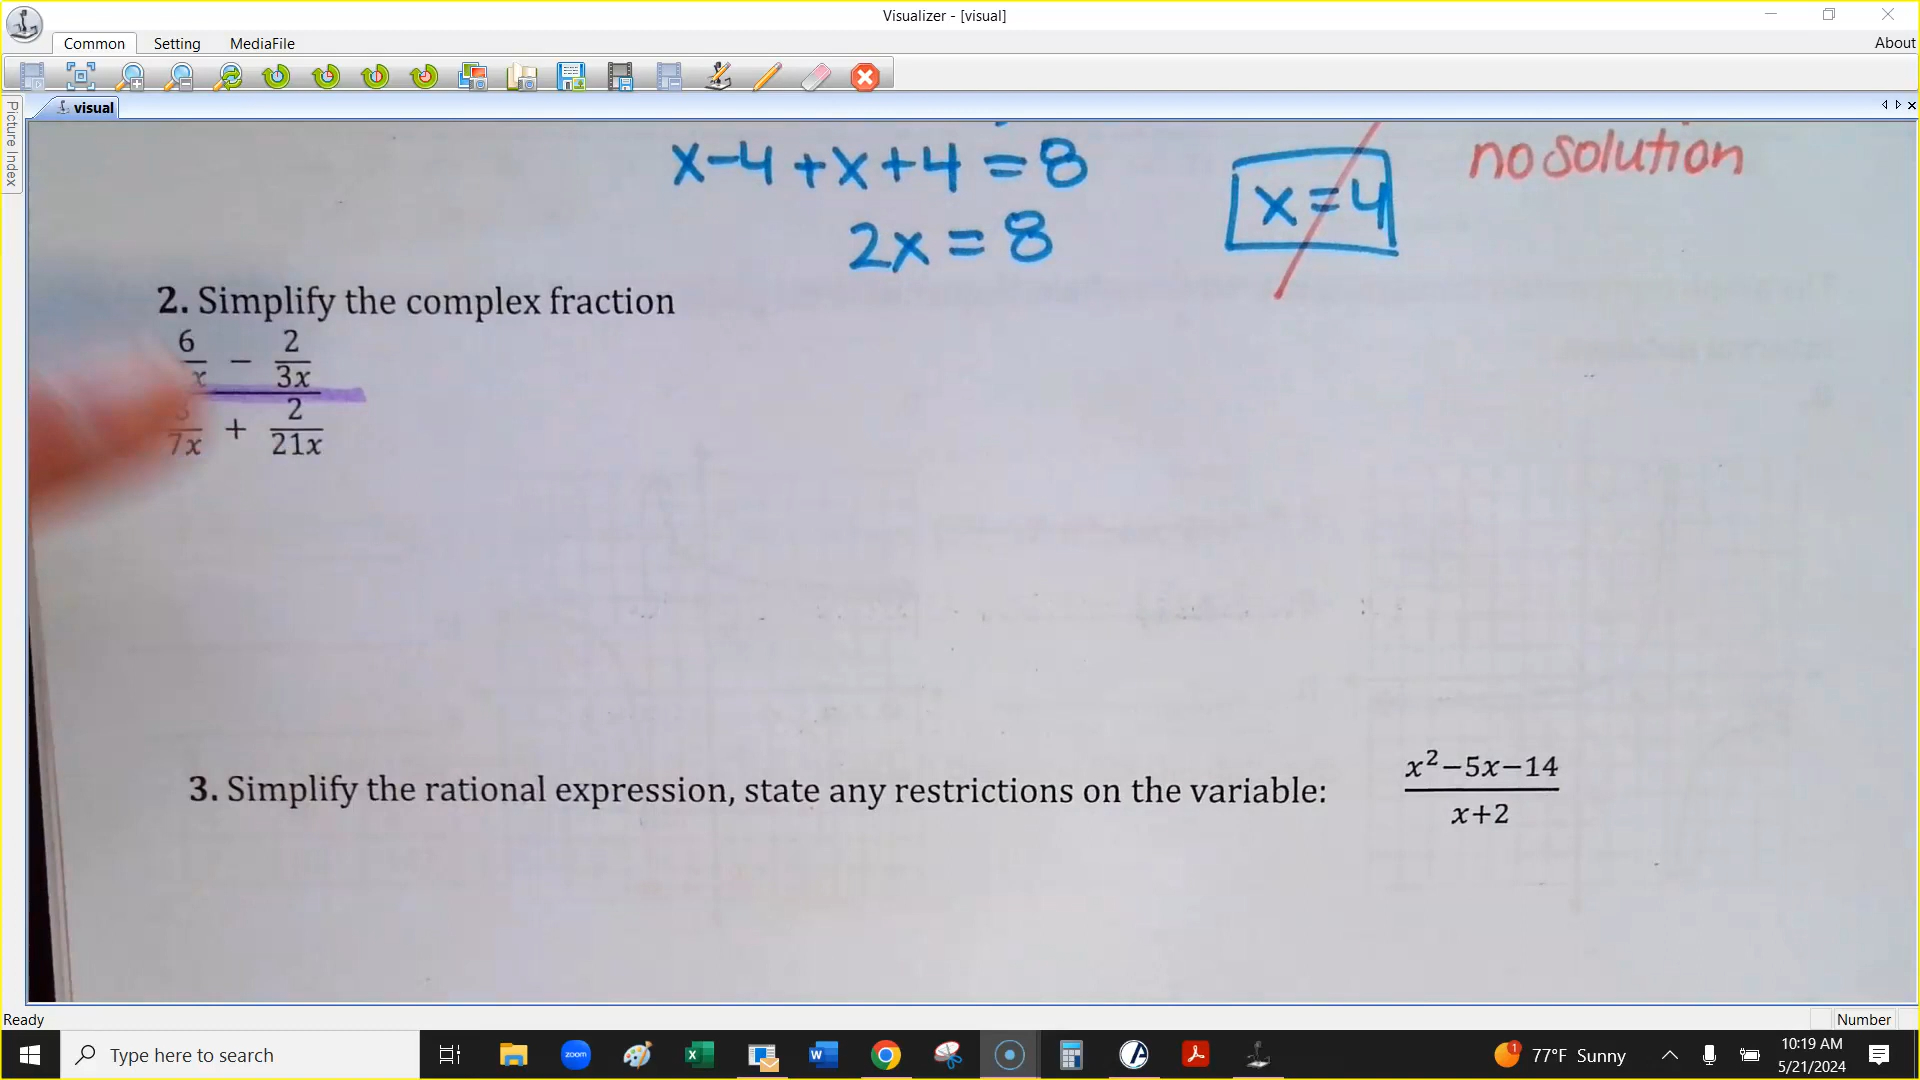 Visualizer - [visual]
Common Setting MediaFile About
visual
Picture Index
x-4+x+4=8
2x=8
x=4
no solution
2. Simplify the complex fraction
6 − 2
x 3x
2
7x + 21x
3. Simplify the rational expression, state any restrictions on the variable:
x²−5x−14
x+2
Ready Number
Type here to search
zoom
1 77°F Sunny
10:19 AM
5/21/2024